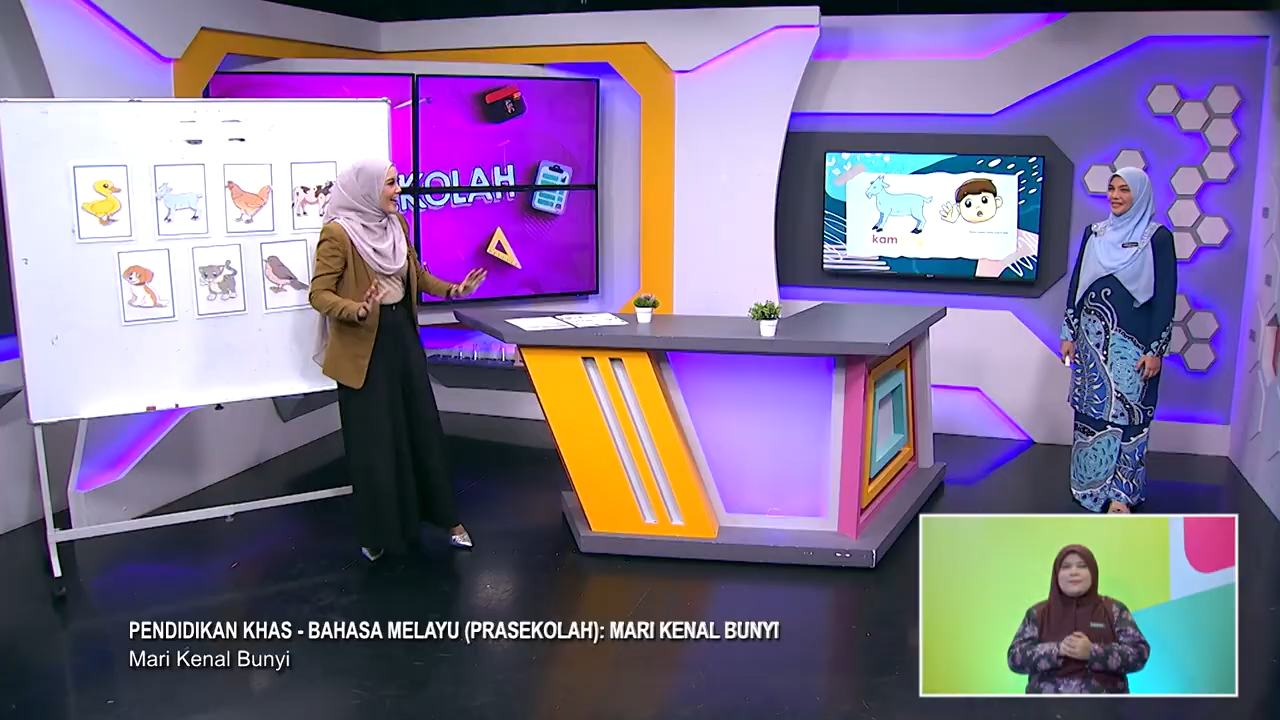 KOLAH
kam
PENDIDIKAN KHAS - BAHASA MELAYU (PRASEKOLAH): MARI KENAL BUNYI
Mari Kenal Bunyi